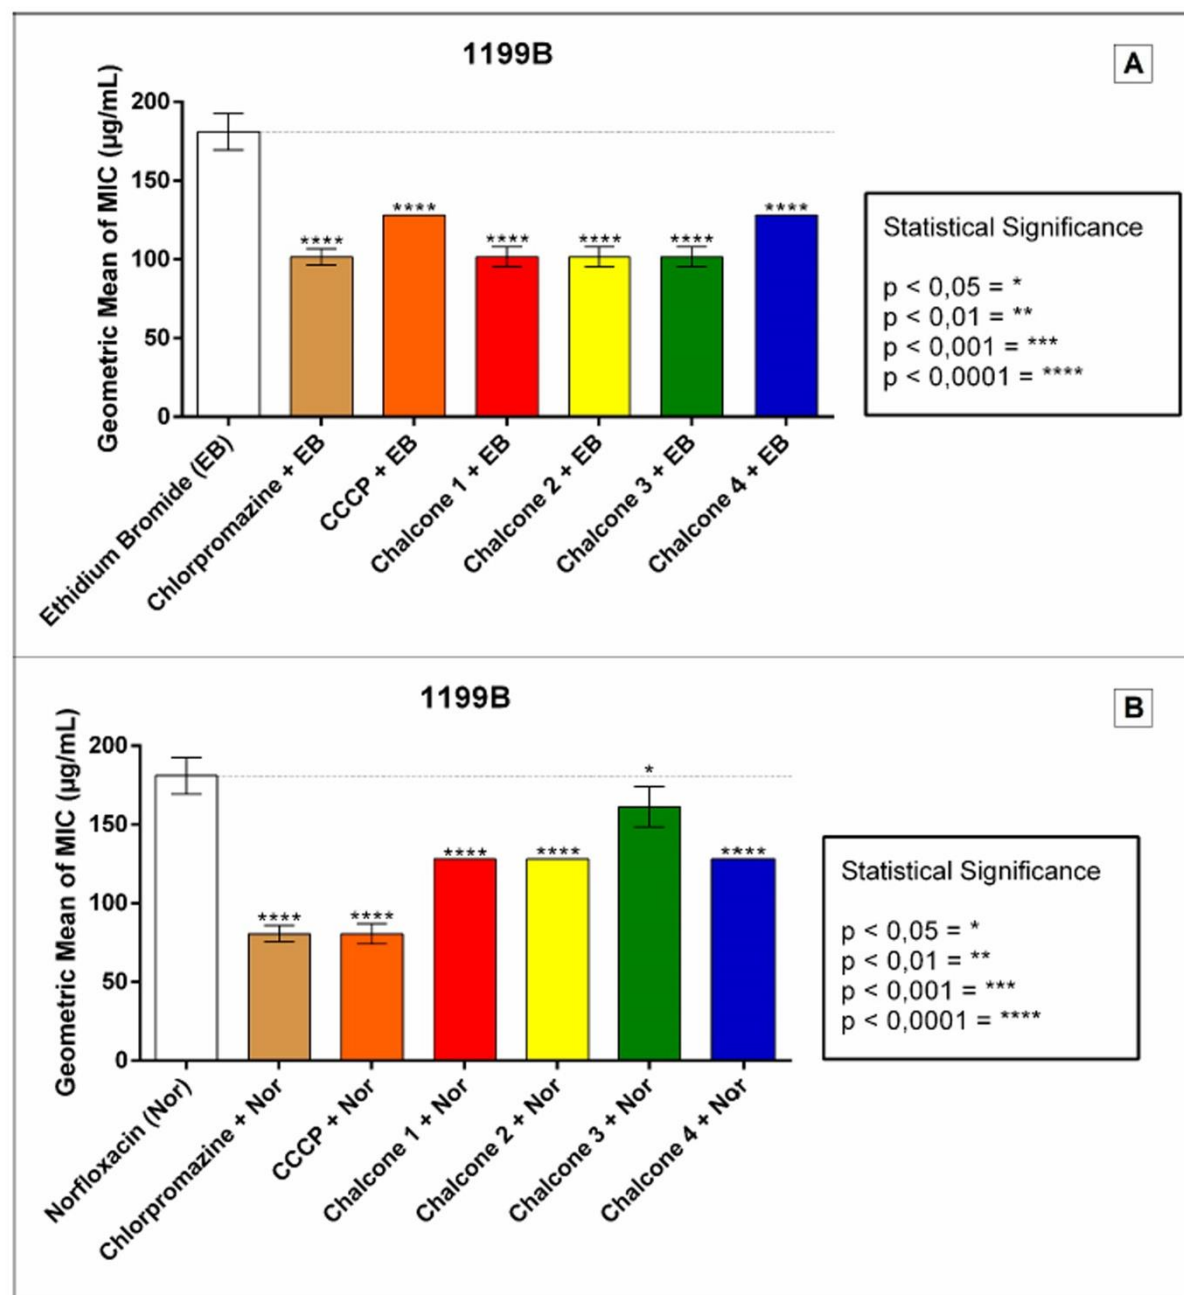 1199B
A
Geometric Mean of MIC (µg/mL)
200
150
100
50
0
****
****
****
****
****
****
Ethidium Bromide (EB)
Chlorpromazine + EB
CCCP + EB
Chalcone 1 + EB
Chalcone 2 + EB
Chalcone 3 + EB
Chalcone 4 + EB
Statistical Significance
p < 0,05 = *
p < 0,01 = **
p < 0,001 = ***
p < 0,0001 = ****
1199B
B
Geometric Mean of MIC (µg/mL)
200
150
100
50
0
****
****
****
****
*
****
Norfloxacin (Nor)
Chlorpromazine + Nor
CCCP + Nor
Chalcone 1 + Nor
Chalcone 2 + Nor
Chalcone 3 + Nor
Chalcone 4 + Nor
Statistical Significance
p < 0,05 = *
p < 0,01 = **
p < 0,001 = ***
p < 0,0001 = ****